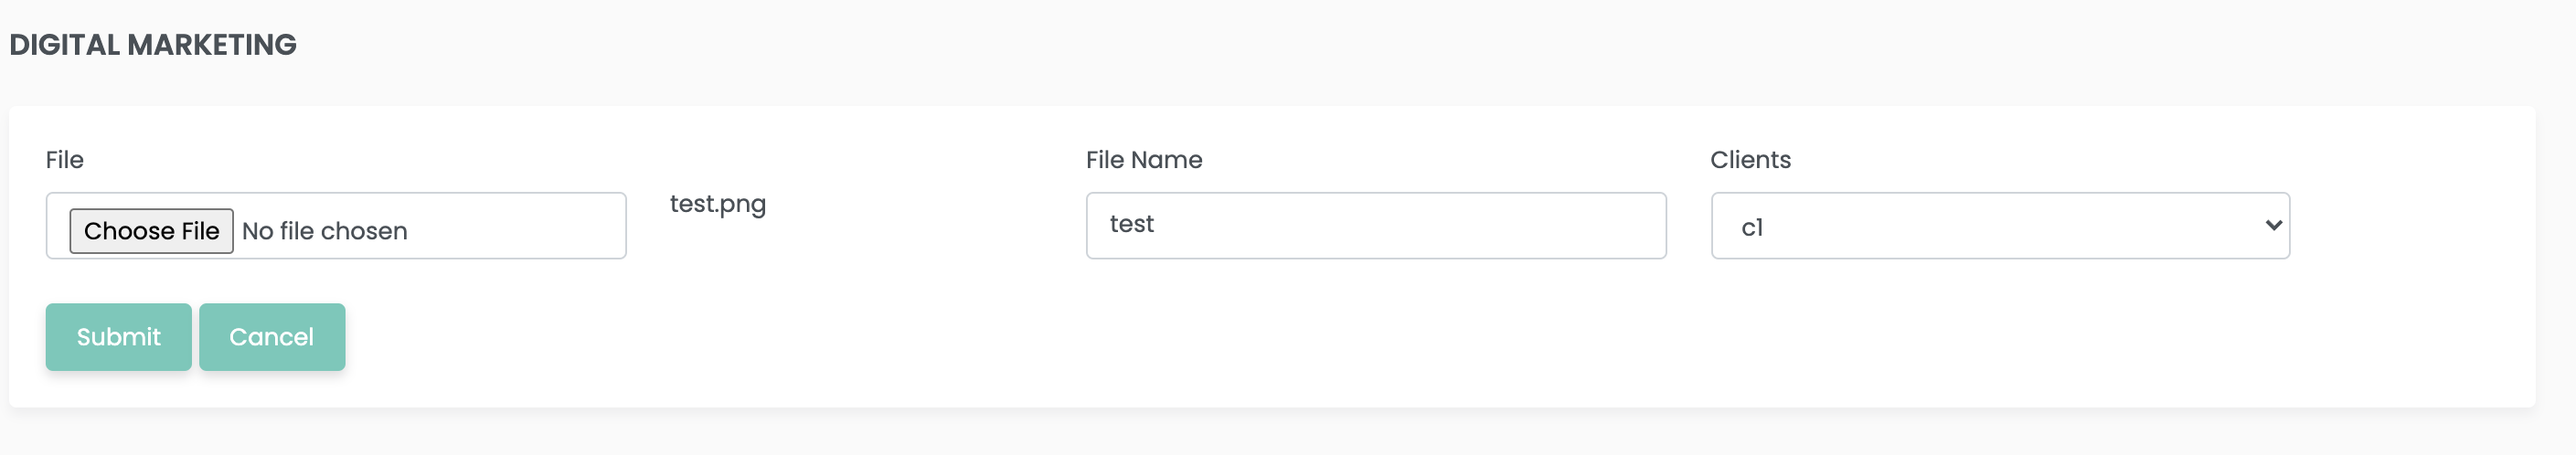 DIGITAL MARKETING
File
Choose File No file chosen
test.png
File Name
test
Clients
c1
Submit
Cancel